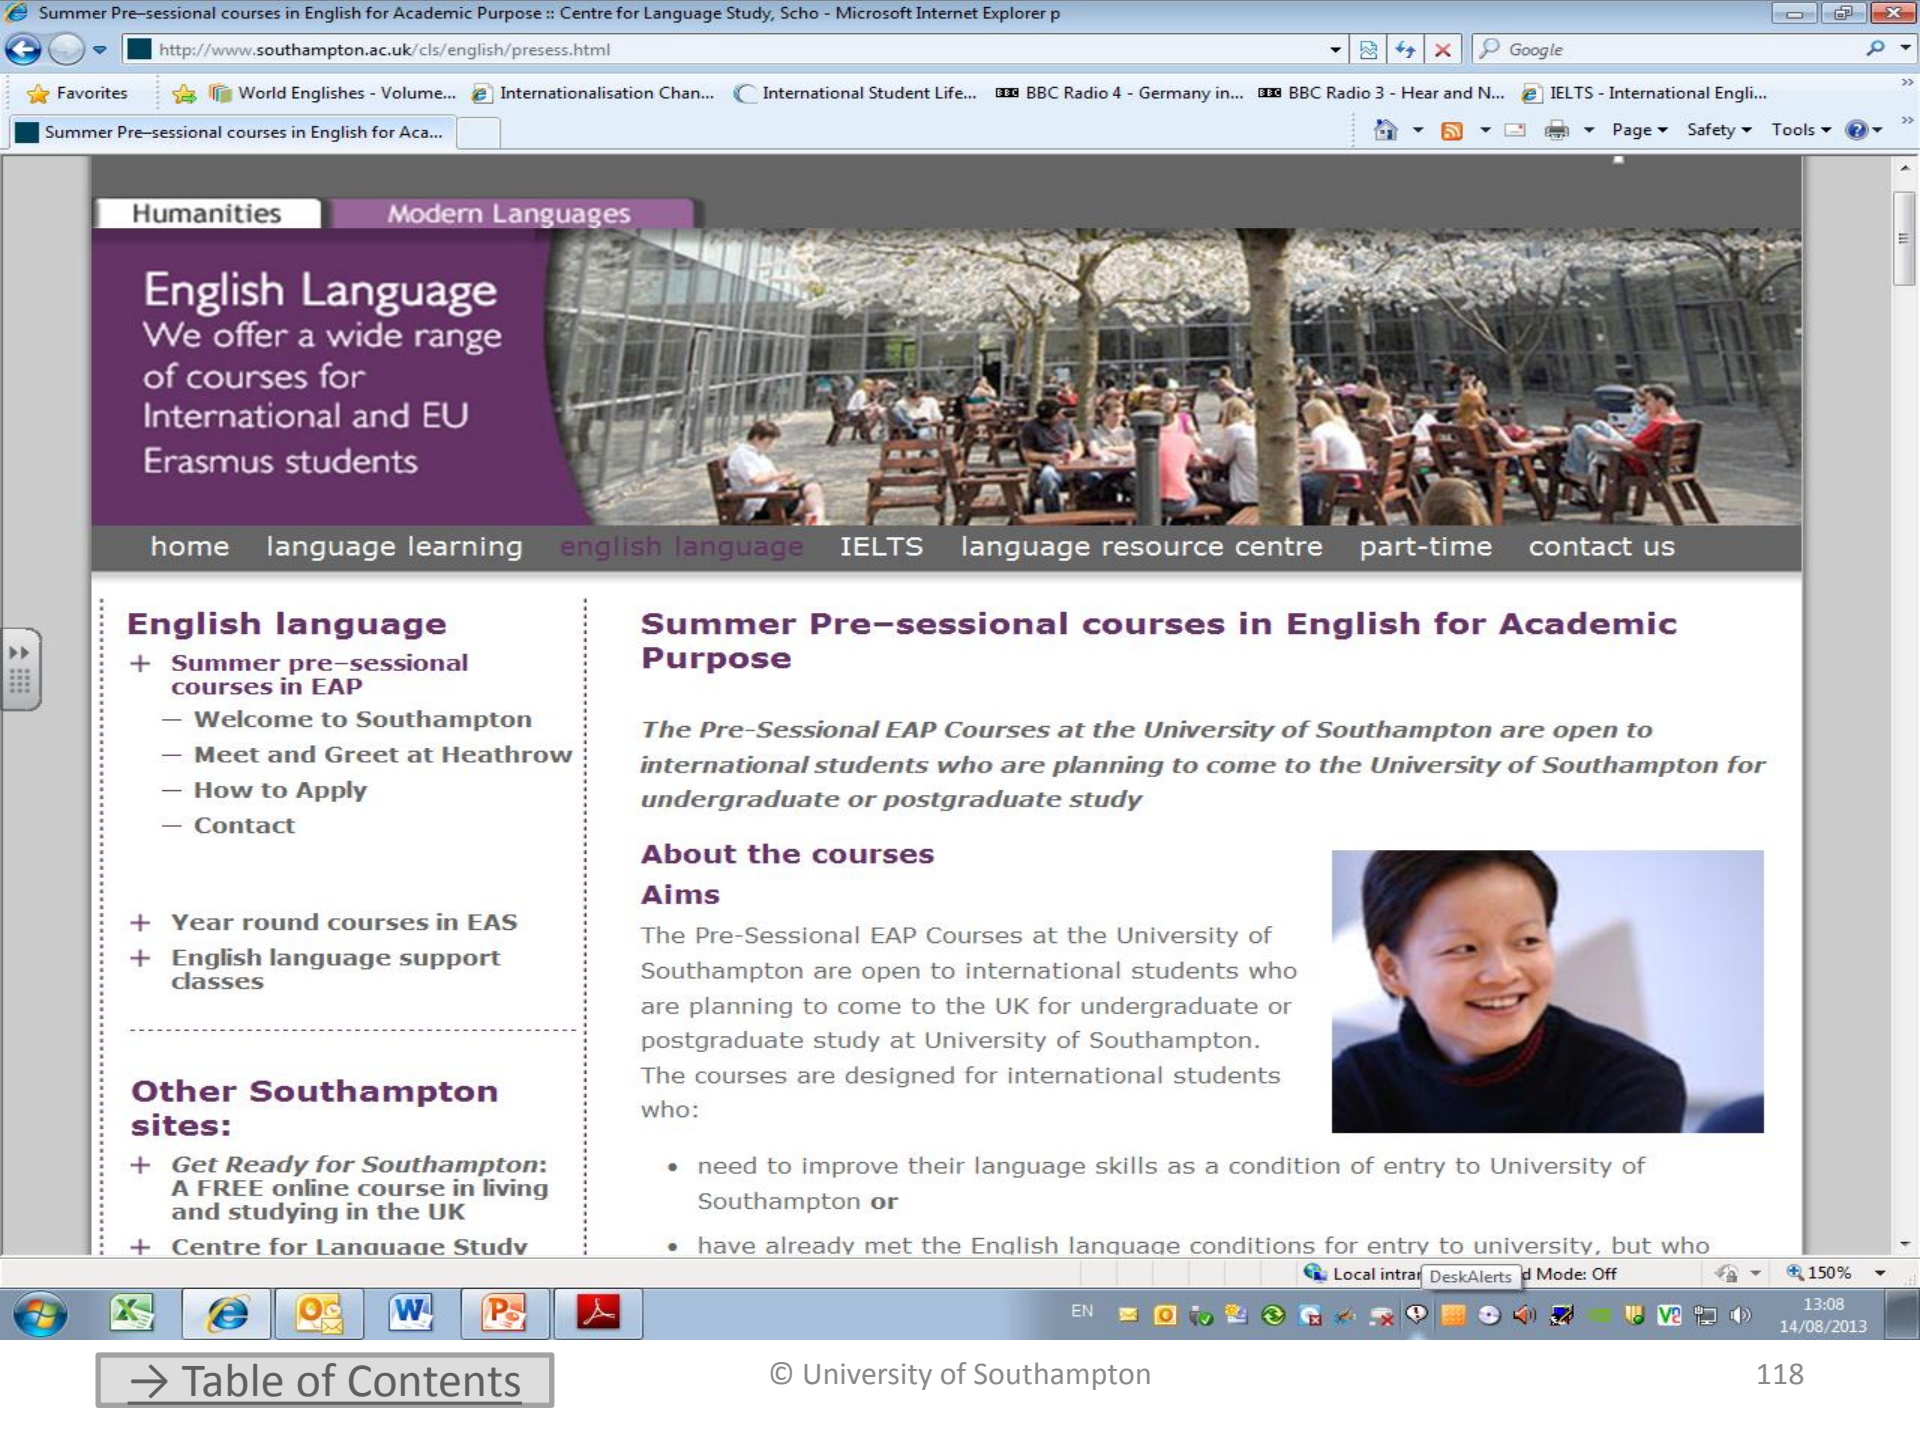 Summer Pre–sessional courses in English for Academic Purpose :: Centre for Language Study, Scho - Microsoft Internet Explorer p
http://www.southampton.ac.uk/cls/english/presess.html
Google
Favorites
World Englishes - Volume...
Internationalisation Chan...
International Student Life...
BBC Radio 4 - Germany in...
BBC Radio 3 - Hear and N...
IELTS - International Engli...
Summer Pre–sessional courses in English for Aca...
Page
Safety
Tools
Humanities
Modern Languages
English Language
We offer a wide range
of courses for
International and EU
Erasmus students
home language learning english language IELTS language resource centre part-time contact us
English language
+ Summer pre–sessional
courses in EAP
— Welcome to Southampton
— Meet and Greet at Heathrow
— How to Apply
— Contact
+ Year round courses in EAS
+ English language support
classes
Other Southampton
sites:
+ Get Ready for Southampton:
A FREE online course in living
and studying in the UK
+ Centre for Language Study
Summer Pre–sessional courses in English for Academic
Purpose
The Pre-Sessional EAP Courses at the University of Southampton are open to
international students who are planning to come to the University of Southampton for
undergraduate or postgraduate study
About the courses
Aims
The Pre-Sessional EAP Courses at the University of
Southampton are open to international students who
are planning to come to the UK for undergraduate or
postgraduate study at University of Southampton.
The courses are designed for international students
who:
• need to improve their language skills as a condition of entry to University of
Southampton or
• have already met the English language conditions for entry to university, but who
Local intrar
DeskAlerts
d Mode: Off
150%
EN
13:08
14/08/2013
→ Table of Contents
© University of Southampton
118